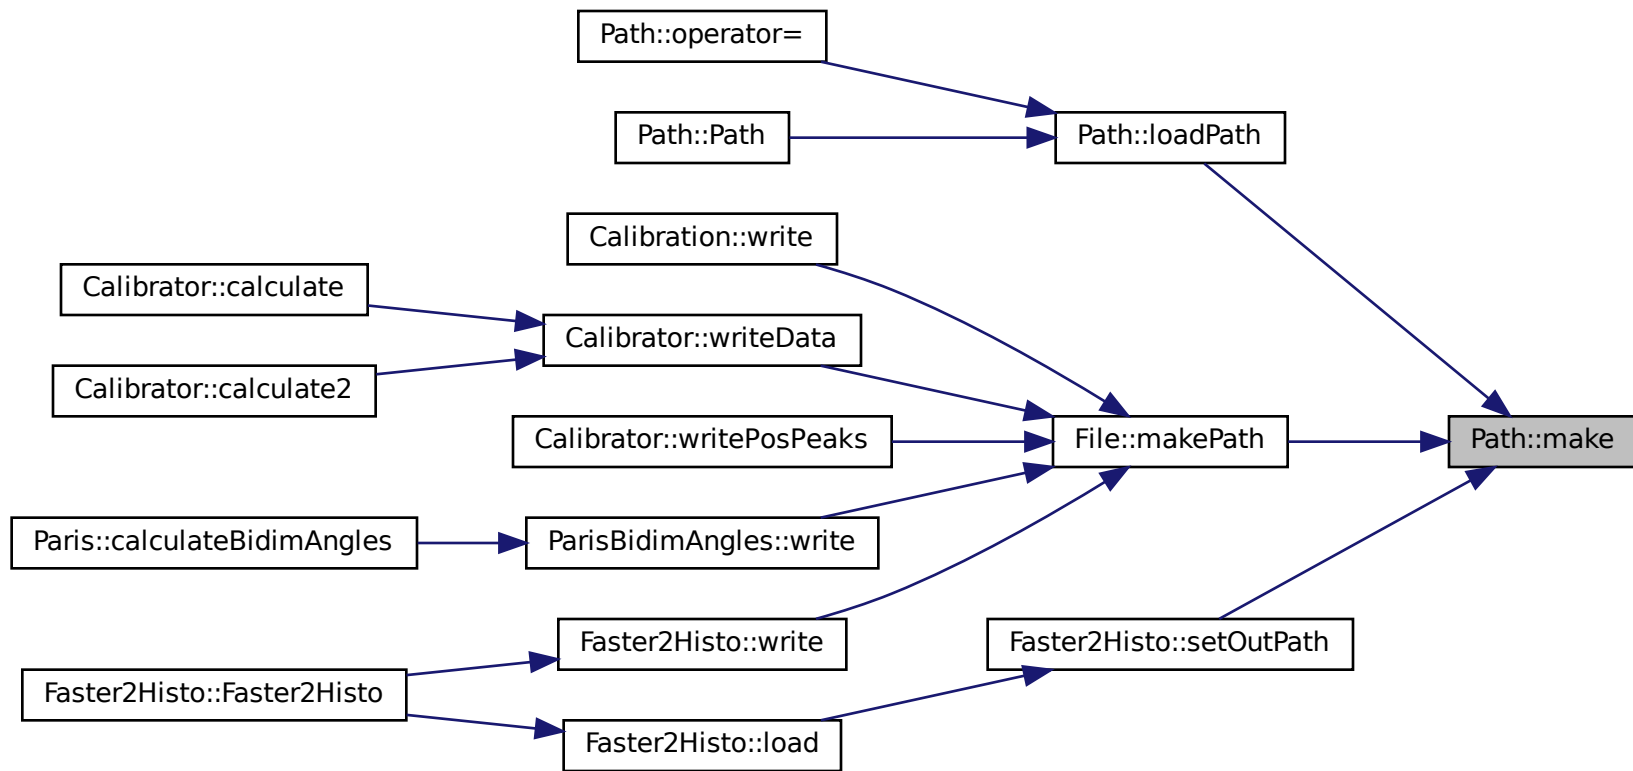 Path::operator=
Path::Path
Path::loadPath
Calibration::write
Calibrator::calculate
Calibrator::writeData
Calibrator::calculate2
Calibrator::writePosPeaks
File::makePath
Path::make
Paris::calculateBidimAngles
ParisBidimAngles::write
Faster2Histo::write
Faster2Histo::setOutPath
Faster2Histo::Faster2Histo
Faster2Histo::load